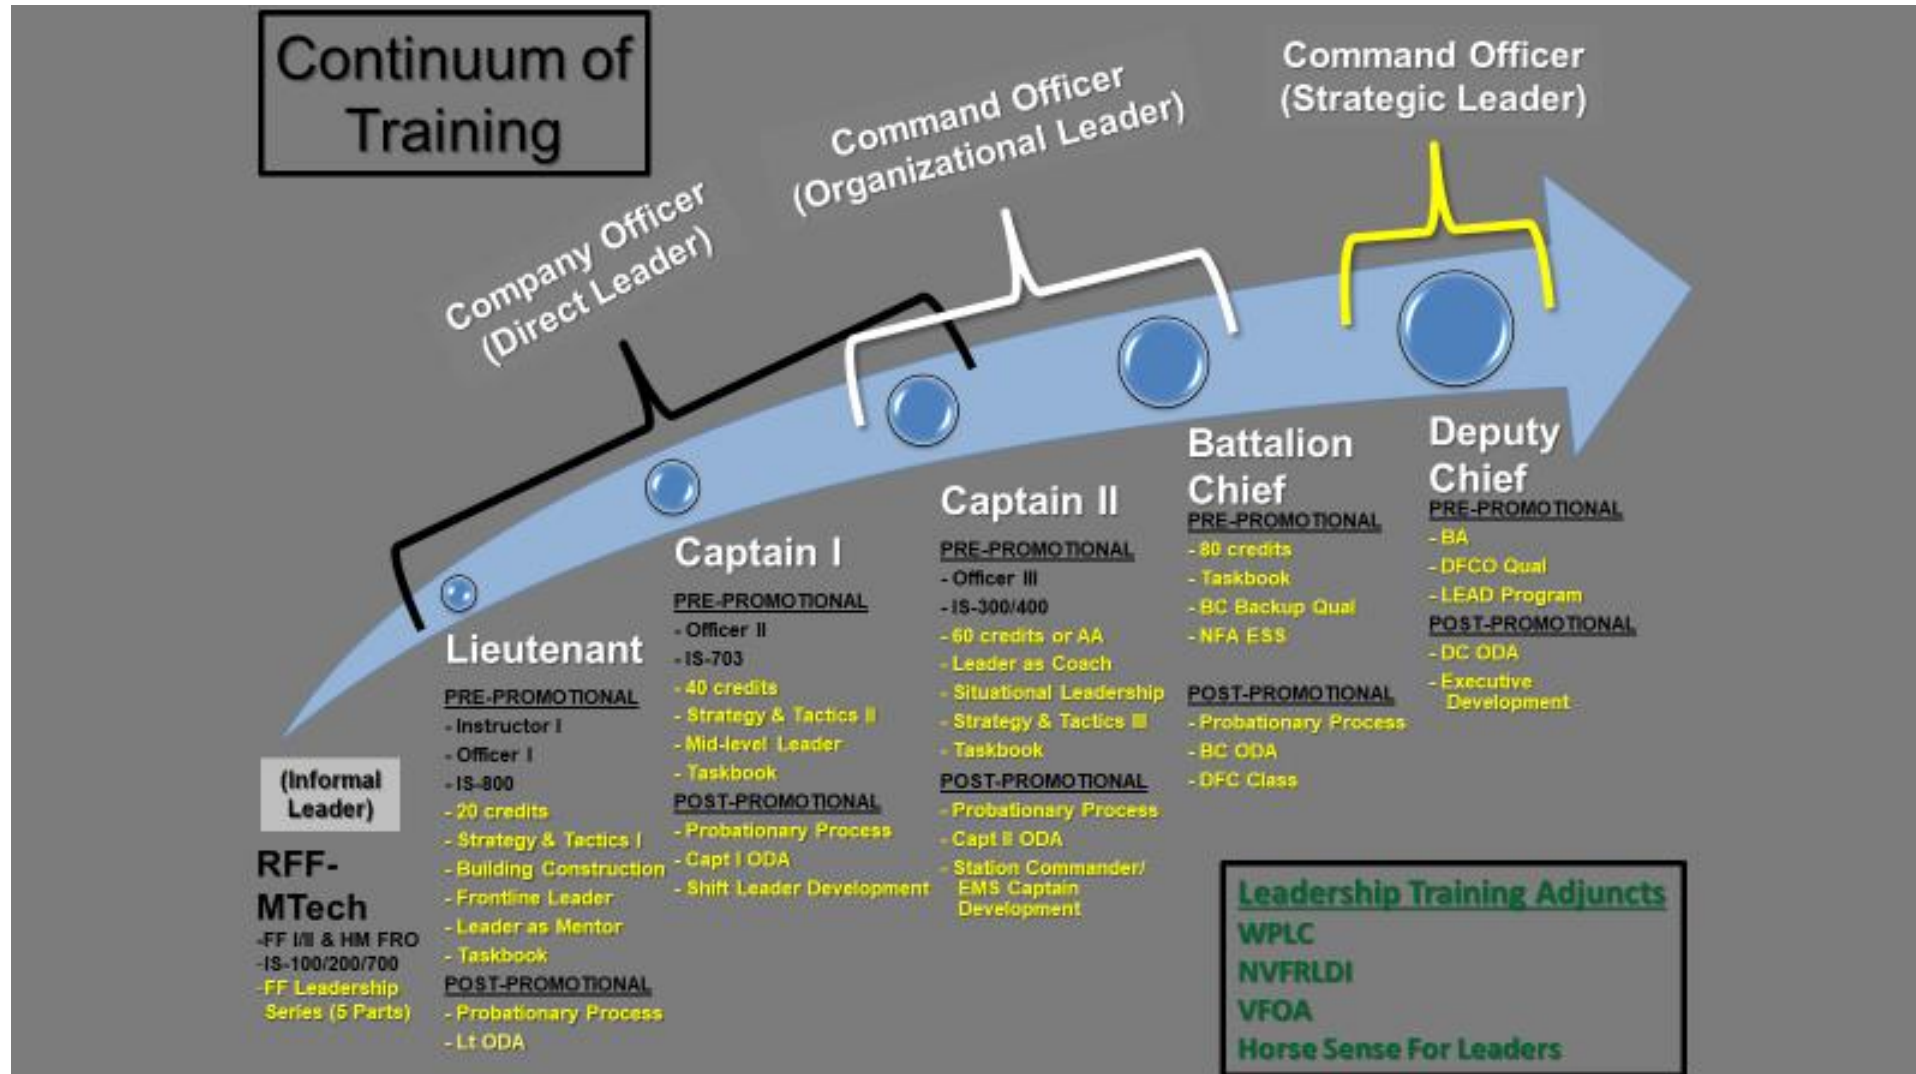 Continuum of
Training
Company Officer
(Direct Leader)
Command Officer
(Organizational Leader)
Command Officer
(Strategic Leader)
(Informal
Leader)
RFF-
MTech
-FF I/II & HM FRO
-IS-100/200/700
-FF Leadership
Series (5 Parts)
Lieutenant
PRE-PROMOTIONAL
- Instructor I
- Officer I
- IS-800
- 20 credits
- Strategy & Tactics I
- Building Construction
- Frontline Leader
- Leader as Mentor
- Taskbook
POST-PROMOTIONAL
- Probationary Process
- Lt ODA
Captain I
PRE-PROMOTIONAL
- Officer II
- IS-703
- 40 credits
- Strategy & Tactics II
- Mid-level Leader
- Taskbook
POST-PROMOTIONAL
- Probationary Process
- Capt I ODA
- Shift Leader Development
Captain II
PRE-PROMOTIONAL
- Officer III
- IS-300/400
- 60 credits or AA
- Leader as Coach
- Situational Leadership
- Strategy & Tactics III
- Taskbook
POST-PROMOTIONAL
- Probationary Process
- Capt II ODA
- Station Commander/
EMS Captain
Development
Battalion
Chief
PRE-PROMOTIONAL
- 80 credits
- Taskbook
- BC Backup Qual
- NFA ESS
POST-PROMOTIONAL
- Probationary Process
- BC ODA
- DFC Class
Deputy
Chief
PRE-PROMOTIONAL
- BA
- DFCO Qual
- LEAD Program
POST-PROMOTIONAL
- DC ODA
- Executive
Development
Leadership Training Adjuncts
WPLC
NVFRLDI
VFOA
Horse Sense For Leaders